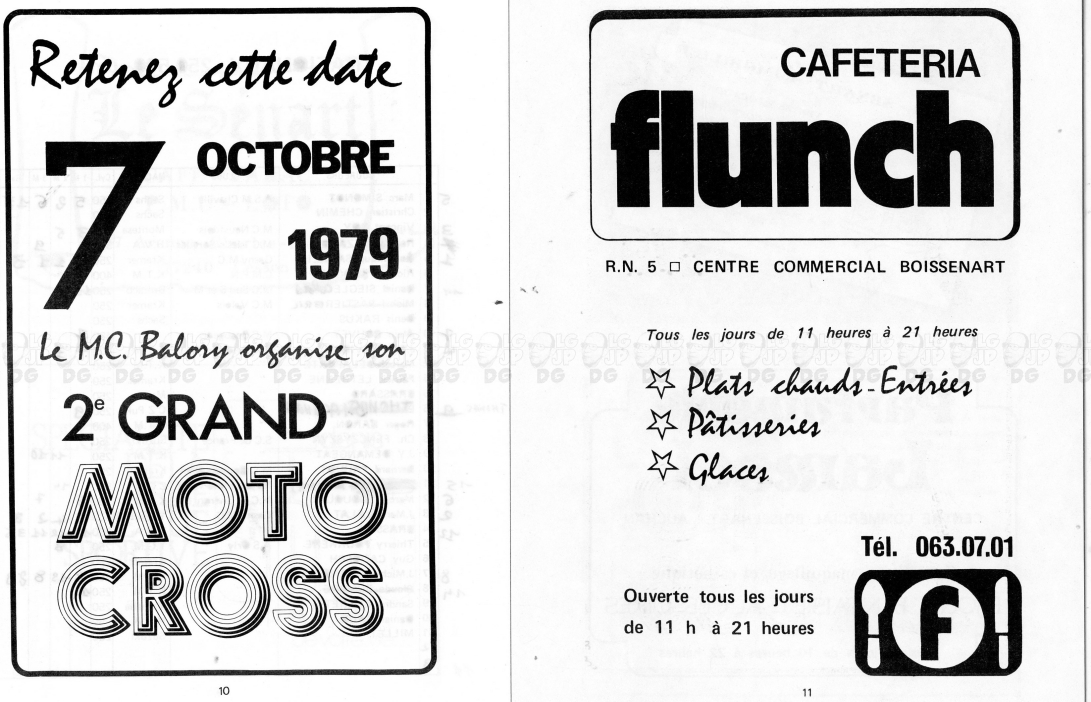 Retenez cette date
7 OCTOBRE
1979
Le M.C. Balory organise son
2e GRAND
MOTO
CROSS
10
CAFETERIA
flunch
R.N. 5 □ CENTRE COMMERCIAL BOISSENART
Tous les jours de 11 heures à 21 heures
☆ Plats chauds - Entrées
☆ Pâtisseries
☆ Glaces
Tél. 063.07.01
Ouverte tous les jours
de 11 h à 21 heures
f
11